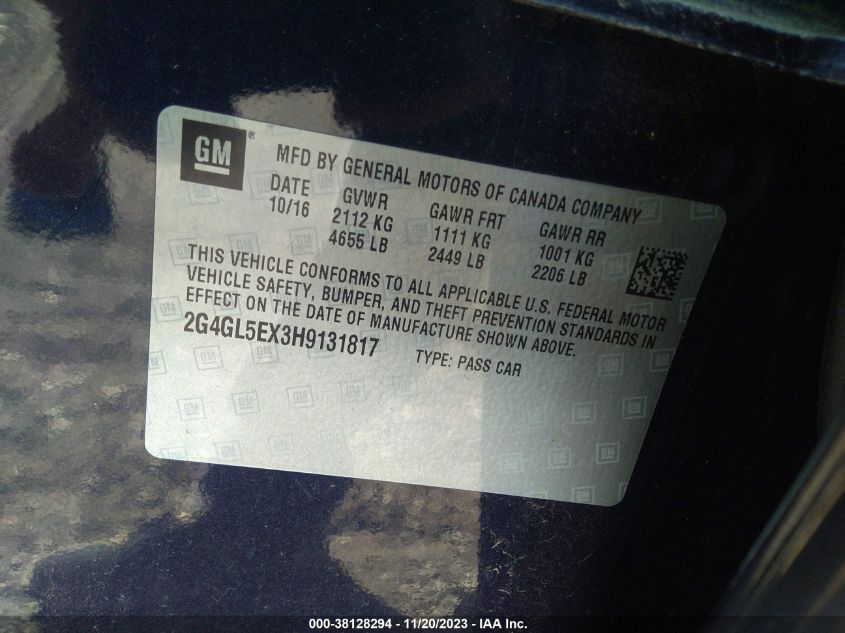 GM®
MFD BY GENERAL MOTORS OF CANADA COMPANY
DATE GVWR GAWR FRT GAWR RR
10/16 2112 KG 1111 KG 1001 KG
4655 LB 2449 LB 2206 LB
THIS VEHICLE CONFORMS TO ALL APPLICABLE U.S. FEDERAL MOTOR
VEHICLE SAFETY, BUMPER, AND THEFT PREVENTION STANDARDS IN
EFFECT ON THE DATE OF MANUFACTURE SHOWN ABOVE.
2G4GL5EX3H9131817 TYPE: PASS CAR
000-38128294 - 11/20/2023 - IAA Inc.